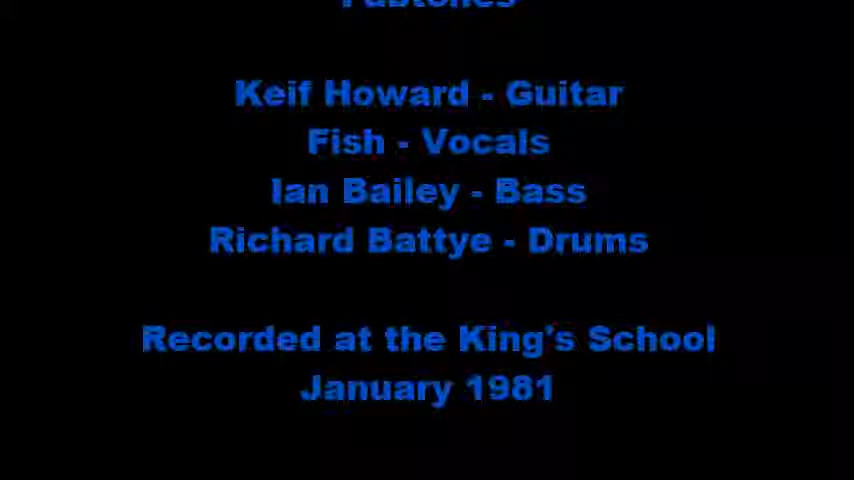 Keif Howard - Guitar
Fish - Vocals
Ian Bailey - Bass
Richard Battye - Drums
Recorded at the King's School
January 1981